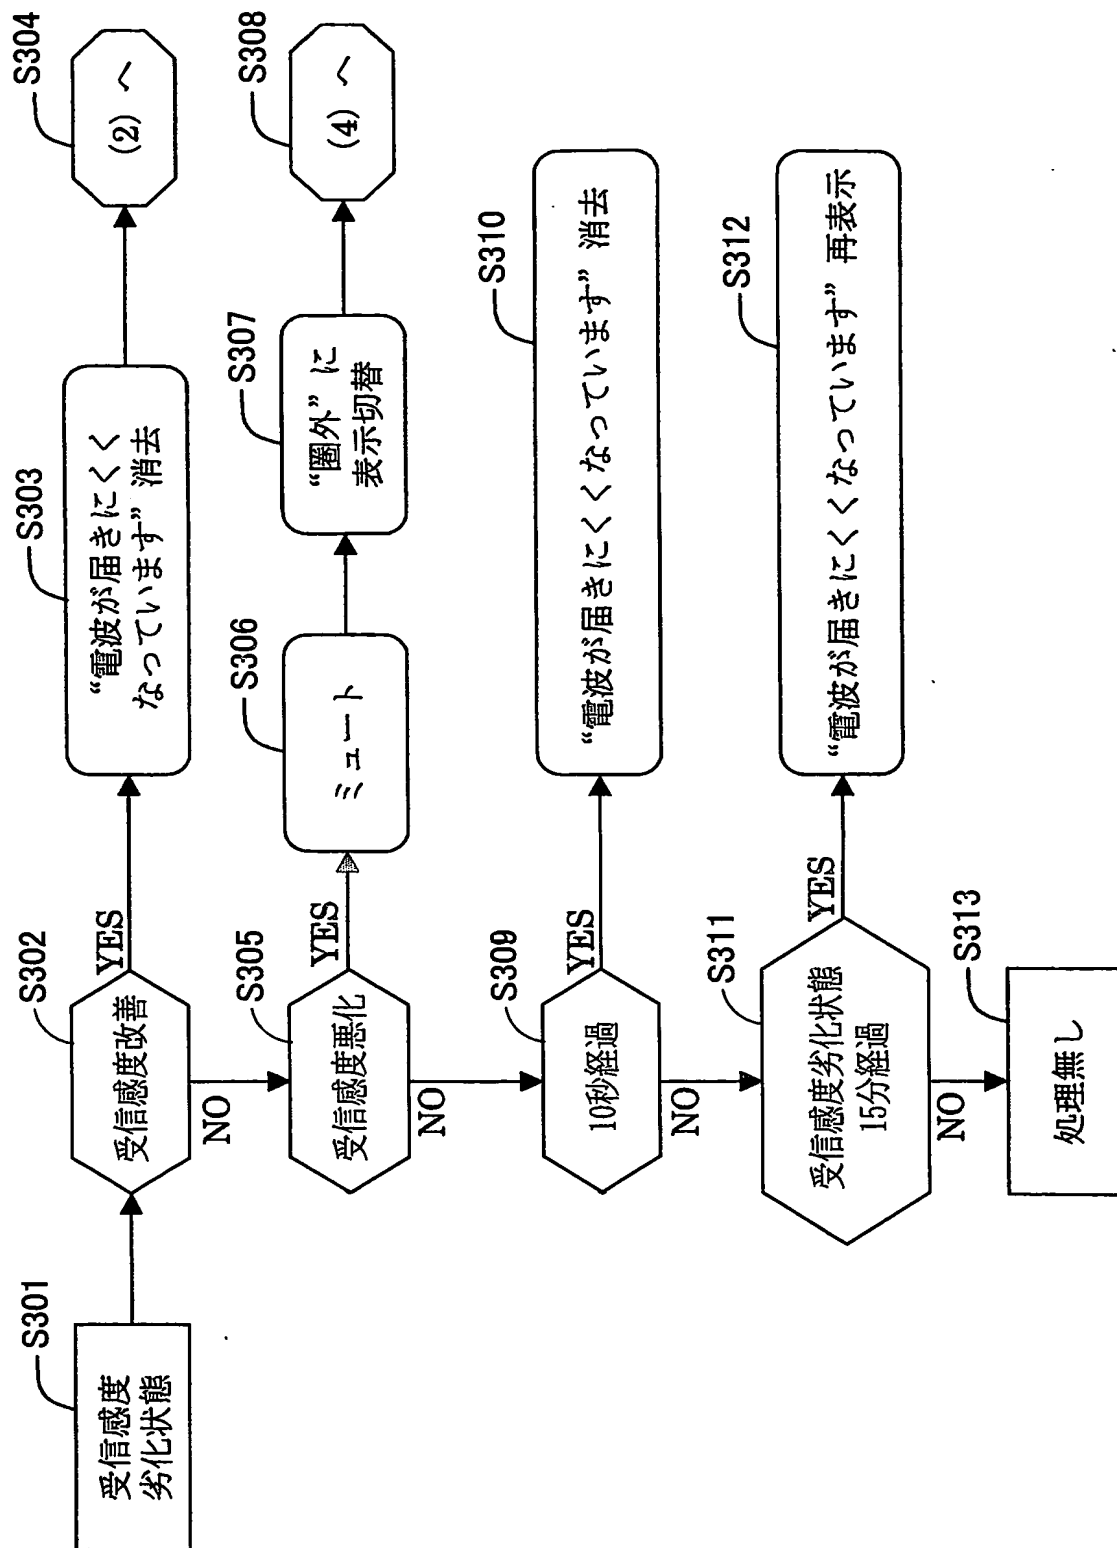 S301
受信感度
劣化状態
S302
受信感度改善
YES
NO
S303
“電波が届きにくく
なっています” 消去
S304
(2) へ
S305
受信感度悪化
YES
NO
S306
ミュート
S307
“圏外” に
表示切替
S308
(4) へ
S309
10秒経過
YES
NO
S310
“電波が届きにくくなっています” 消去
S311
受信感度劣化状態
15分経過
YES
NO
S312
“電波が届きにくくなっています” 再表示
S313
処理無し